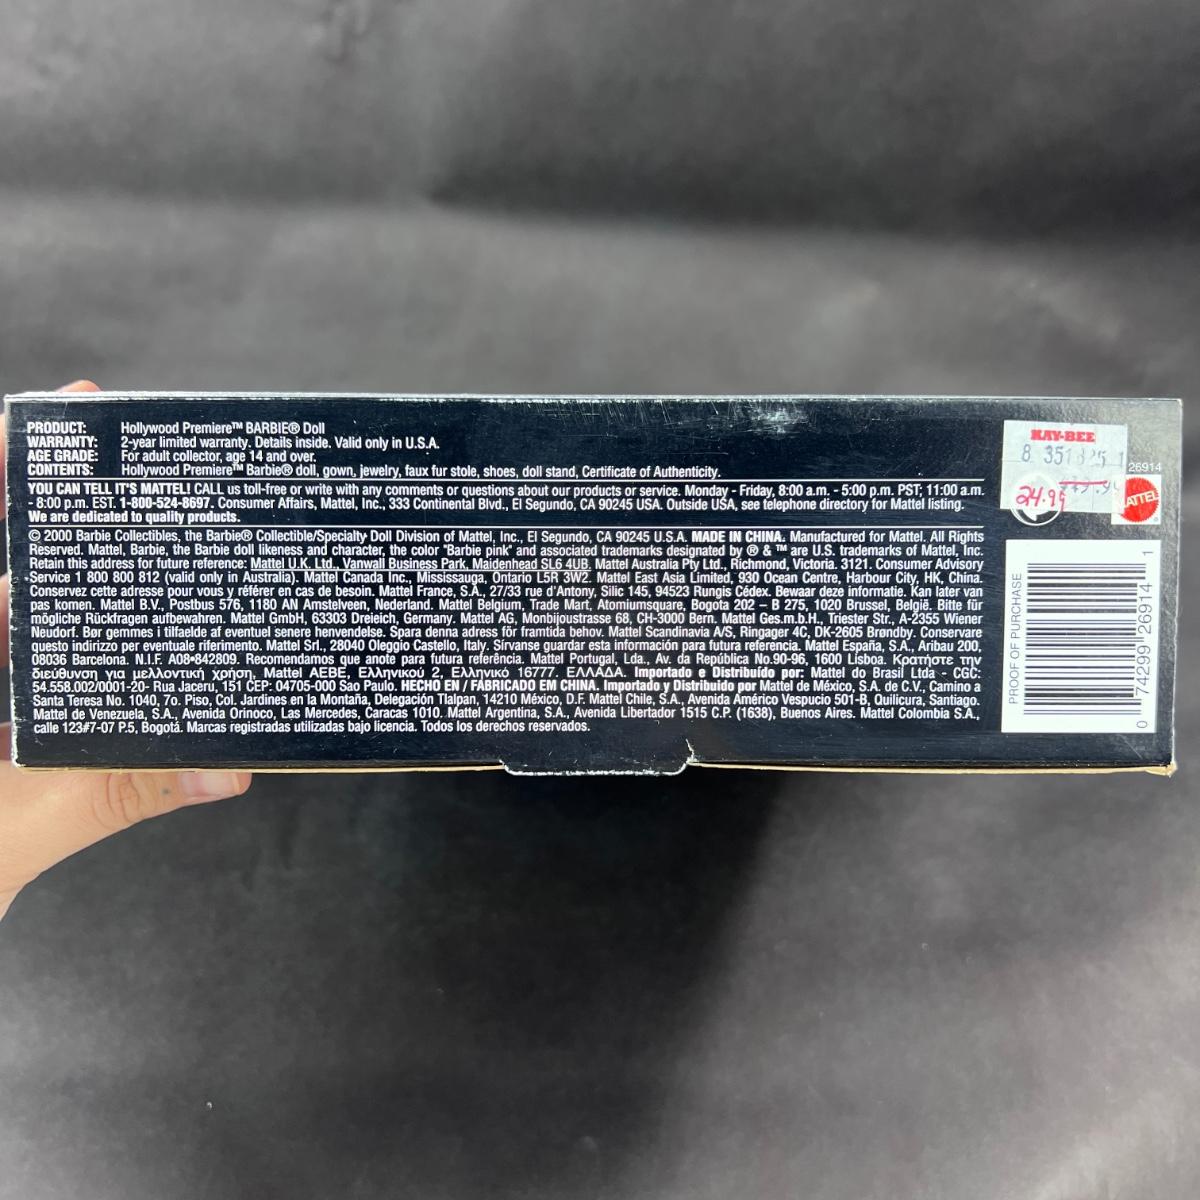 PRODUCT: Hollywood Premiere™ BARBIE® Doll
WARRANTY: 2-year limited warranty. Details inside. Valid only in U.S.A.
AGE GRADE: For adult collector, age 14 and over.
CONTENTS: Hollywood Premiere™ Barbie® doll, gown, jewelry, faux fur stole, shoes, doll stand, Certificate of Authenticity.
YOU CAN TELL IT'S MATTEL! CALL us toll-free or write with any comments or questions about our products or service. Monday - Friday, 8:00 a.m. - 5:00 p.m. PST; 11:00 a.m.
- 8:00 p.m. EST. 1-800-524-8697. Consumer Affairs, Mattel, Inc., 333 Continental Blvd., El Segundo, CA 90245 USA. Outside USA, see telephone directory for Mattel listing.
We are dedicated to quality products.
© 2000 Barbie Collectibles, the Barbie® Collectible/Specialty Doll Division of Mattel, Inc., El Segundo, CA 90245 U.S.A. MADE IN CHINA. Manufactured for Mattel. All Rights
Reserved. Mattel, Barbie, the Barbie doll likeness and character, the color "Barbie pink" and associated trademarks designated by ® & ™ are U.S. trademarks of Mattel, Inc.
Retain this address for future reference: Mattel U.K. Ltd., Vanwall Business Park, Maidenhead SL6 4UB. Mattel Australia Pty Ltd., Richmond, Victoria. 3121. Consumer Advisory
Service 1 800 800 812 (valid only in Australia). Mattel Canada Inc., Mississauga, Ontario L5R 3W2. Mattel East Asia Limited, 930 Ocean Centre, Harbour City, HK, China.
Conservez cette adresse pour vous y référer en cas de besoin. Mattel France, S.A., 27/33 rue d'Antony, Silic 145, 94523 Rungis Cédex. Bewaar deze informatie. Kan later van
pas komen. Mattel B.V., Postbus 576, 1180 AN Amstelveen, Nederland. Mattel Belgium, Trade Mart, Atomiumsquare, Bogota 202 – B 275, 1020 Brussel, België. Bitte für
mögliche Rückfragen aufbewahren. Mattel GmbH, 63303 Dreieich, Germany. Mattel AG, Monbijoustrasse 68, CH-3000 Bern. Mattel Ges.m.b.H., Triester Str., A-2355 Wiener
Neudorf. Bør gemmes i tilfaelde af eventuel senere henvendelse. Spara denna adress för framtida behov. Mattel Scandinavia A/S, Ringager 4C, DK-2605 Brøndby. Conservare
questo indirizzo per eventuale riferimento. Mattel Srl., 28040 Oleggio Castello, Italy. Sírvanse guardar esta información para futura referencia. Mattel España, S.A., Aribau 200,
08036 Barcelona. N.I.F. A08•842809. Recomendamos que anote para futura referência. Mattel Portugal, Lda., Av. da República No.90-96, 1600 Lisboa. Κρατήστε την
διεύθυνση για μελλοντική χρήση, Mattel AEBE, Ελληνικού 2, Ελληνικό 16777. ΕΛΛΑΔΑ. Importado e Distribuido por: Mattel do Brasil Ltda - CGC:
54.558.002/0001-20- Rua Jaceru, 151 CEP: 04705-000 Sao Paulo. HECHO EN / FABRICADO EM CHINA. Importado y Distribuido por Mattel de México, S.A. de C.V., Camino a
Santa Teresa No. 1040, 7o. Piso, Col. Jardines en la Montaña, Delegación Tlalpan, 14210 México, D.F. Mattel Chile, S.A., Avenida Américo Vespucio 501-B, Quilicura, Santiago.
Mattel de Venezuela, S.A., Avenida Orinoco, Las Mercedes, Caracas 1010. Mattel Argentina, S.A., Avenida Libertador 1515 C.P. (1638), Buenos Aires. Mattel Colombia S.A.,
calle 123#7-07 P.5, Bogotá. Marcas registradas utilizadas bajo licencia. Todos los derechos reservados.
KAY-BEE
24.99
26914
MATTEL
PROOF OF PURCHASE
0 74299 26914 1